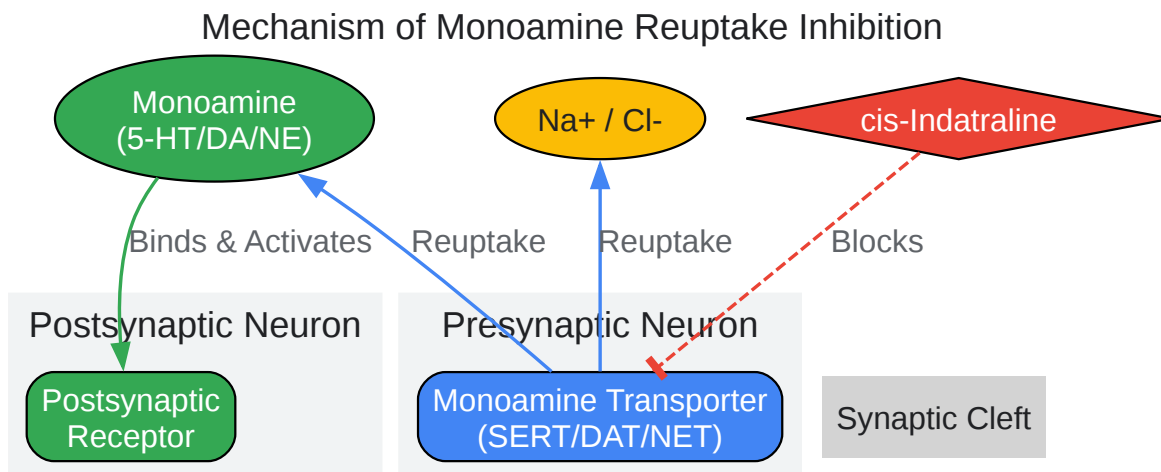 Mechanism of Monoamine Reuptake Inhibition
Monoamine
(5-HT/DA/NE)
Na+ / Cl-
cis-Indatraline
Binds & Activates
Reuptake
Reuptake
Blocks
Postsynaptic Neuron
Presynaptic Neuron
Postsynaptic
Receptor
Monoamine Transporter
(SERT/DAT/NET)
Synaptic Cleft